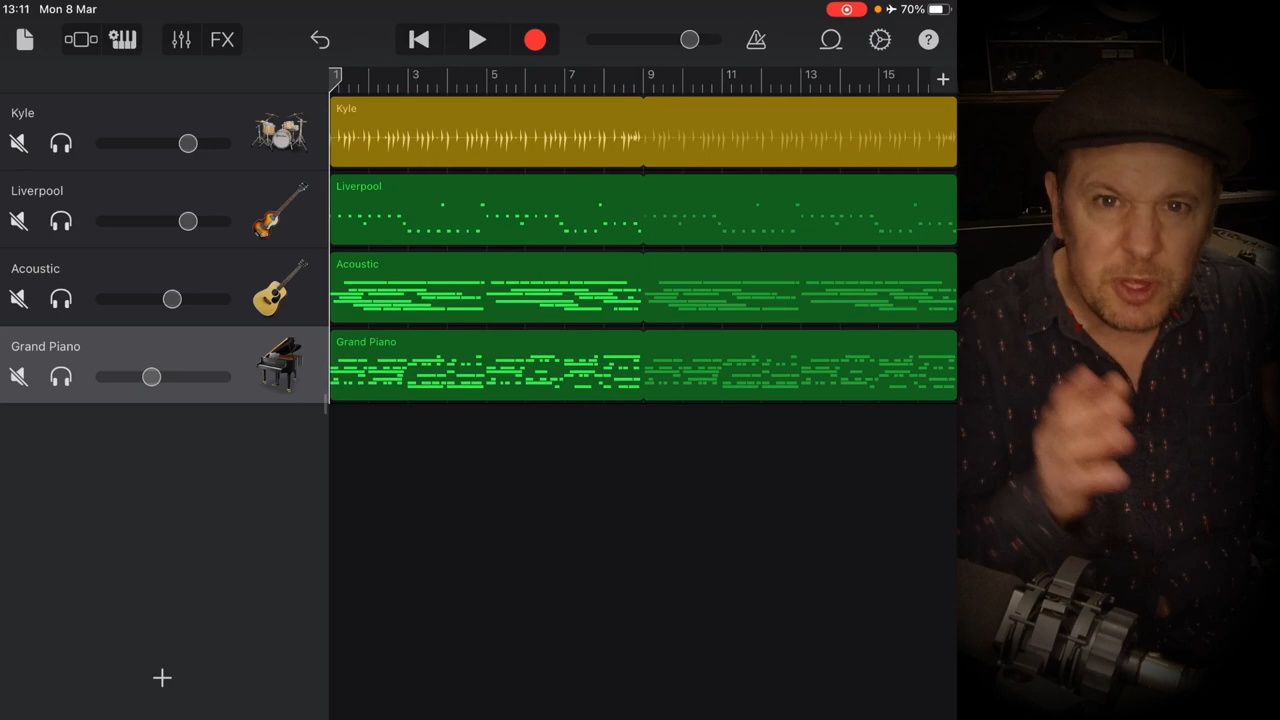 13:11 Mon 8 Mar
70%
FX
?
1 3 5 7 9 11 13 15
Kyle
Kyle
Liverpool
Liverpool
Acoustic
Acoustic
Grand Piano
Grand Piano